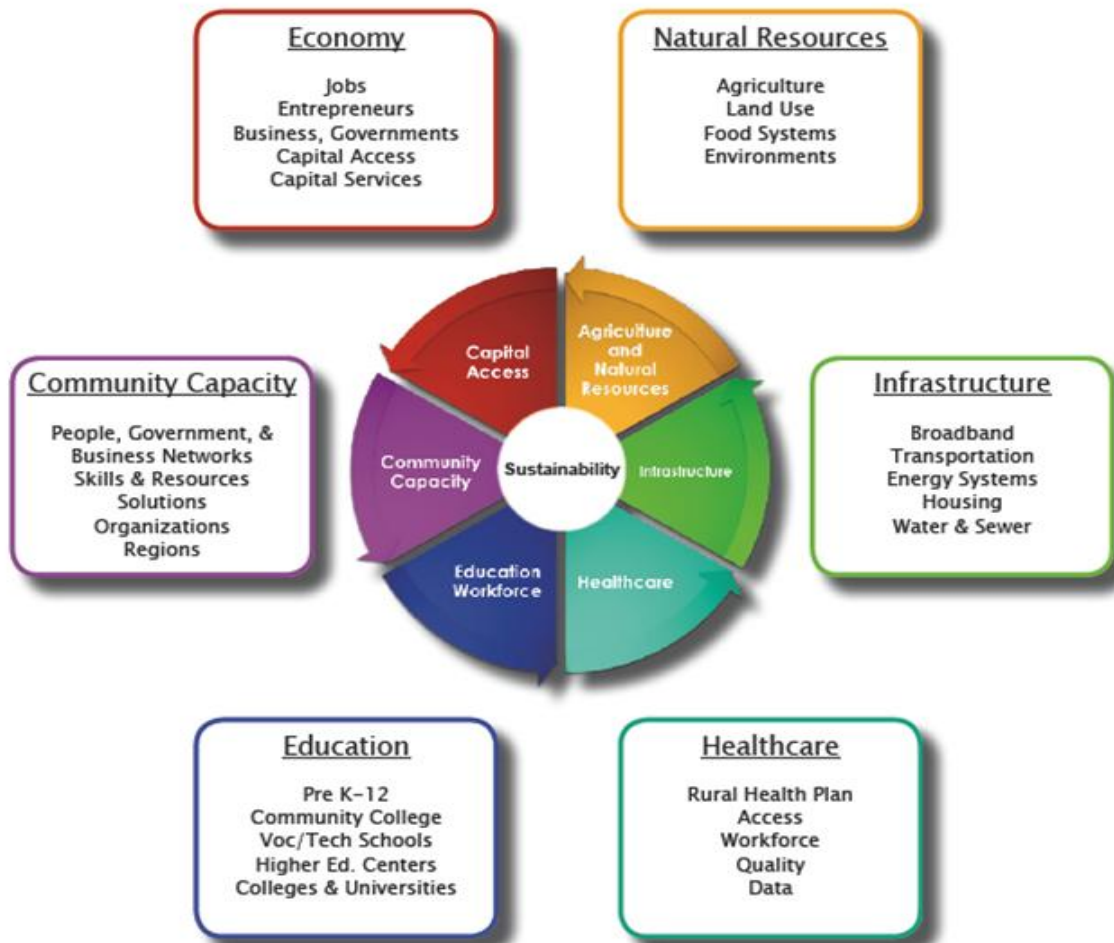 Economy
Jobs
Entrepreneurs
Business, Governments
Capital Access
Capital Services
Natural Resources
Agriculture
Land Use
Food Systems
Environments
Capital
Access
Agriculture
and
Natural
Resources
Community Capacity
People, Government, &
Business Networks
Skills & Resources
Solutions
Organizations
Regions
Community
Capacity
Sustainability
Infrastructure
Infrastructure
Broadband
Transportation
Energy Systems
Housing
Water & Sewer
Education
Workforce
Healthcare
Education
Pre K-12
Community College
Voc/Tech Schools
Higher Ed. Centers
Colleges & Universities
Healthcare
Rural Health Plan
Access
Workforce
Quality
Data